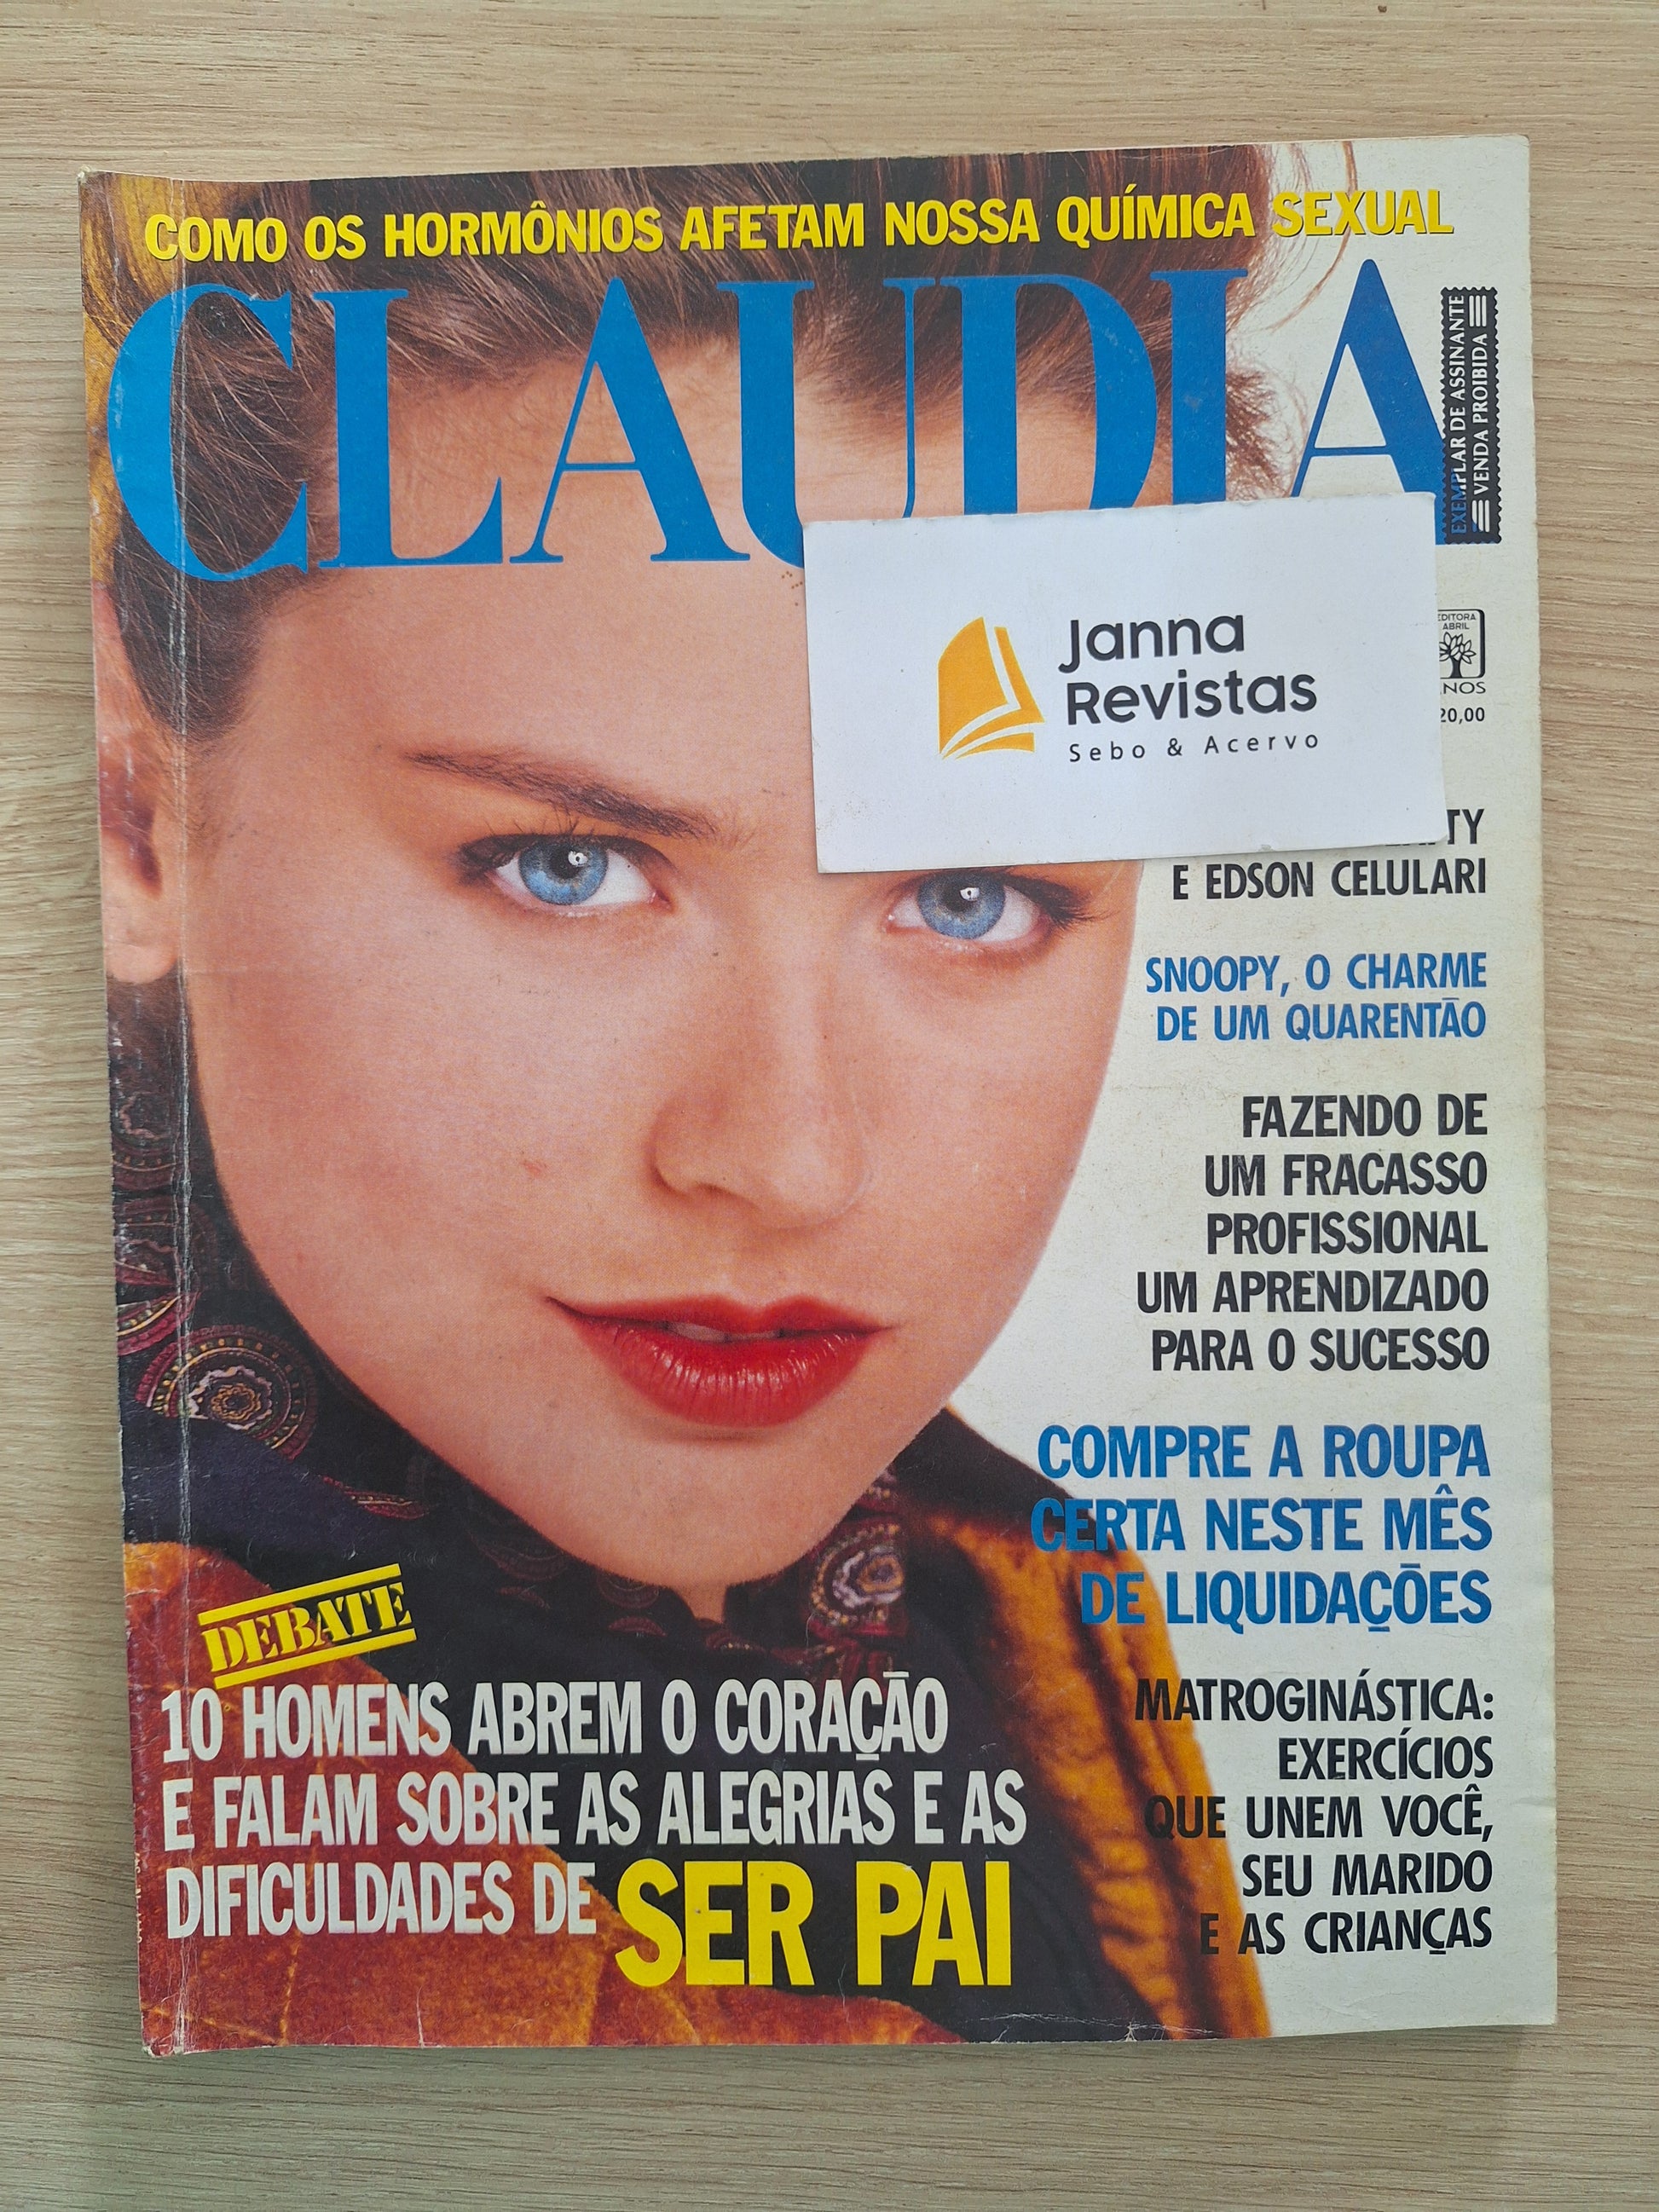 COMO OS HORMÔNIOS AFETAM NOSSA QUÍMICA SEXUAL
CLAUDIA
EXEMPLAR DE ASSINANTE
VENDA PROIBIDA
Janna
Revistas
Sebo & Acervo
EDITORA
ABRIL
20,00
E EDSON CELULARI
SNOOPY, O CHARME
DE UM QUARENTÃO
FAZENDO DE
UM FRACASSO
PROFISSIONAL
UM APRENDIZADO
PARA O SUCESSO
COMPRE A ROUPA
CERTA NESTE MÊS
DE LIQUIDAÇÕES
MATROGINÁSTICA:
EXERCÍCIOS
QUE UNEM VOCÊ,
SEU MARIDO
E AS CRIANÇAS
DEBATE
10 HOMENS ABREM O CORAÇÃO
E FALAM SOBRE AS ALEGRIAS E AS
DIFICULDADES DE SER PAI